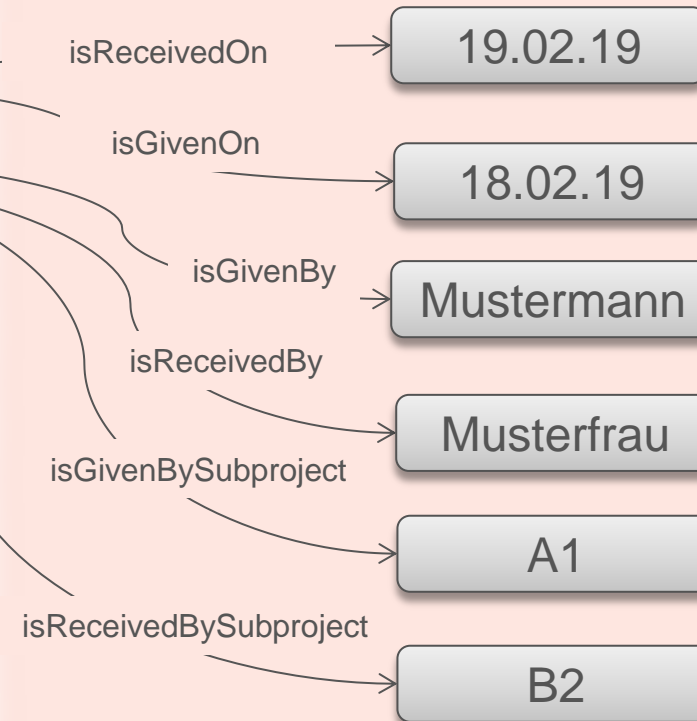 isReceivedOn
19.02.19
isGivenOn
18.02.19
isGivenBy
Mustermann
isReceivedBy
Musterfrau
isGivenBySubproject
A1
isReceivedBySubproject
B2